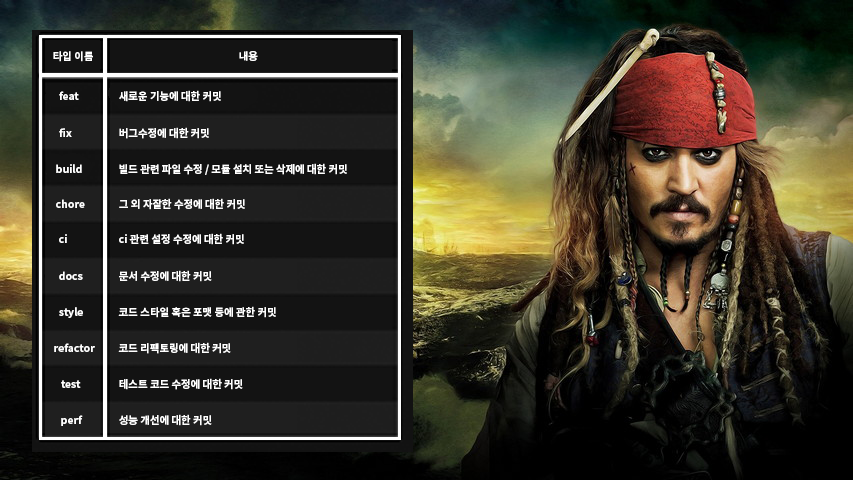 타입 이름 내용
feat 새로운 기능에 대한 커밋
fix 버그수정에 대한 커밋
build 빌드 관련 파일 수정 / 모듈 설치 또는 삭제에 대한 커밋
chore 그 외 자잘한 수정에 대한 커밋
ci ci 관련 설정 수정에 대한 커밋
docs 문서 수정에 대한 커밋
style 코드 스타일 혹은 포맷 등에 관한 커밋
refactor 코드 리팩토링에 대한 커밋
test 테스트 코드 수정에 대한 커밋
perf 성능 개선에 대한 커밋